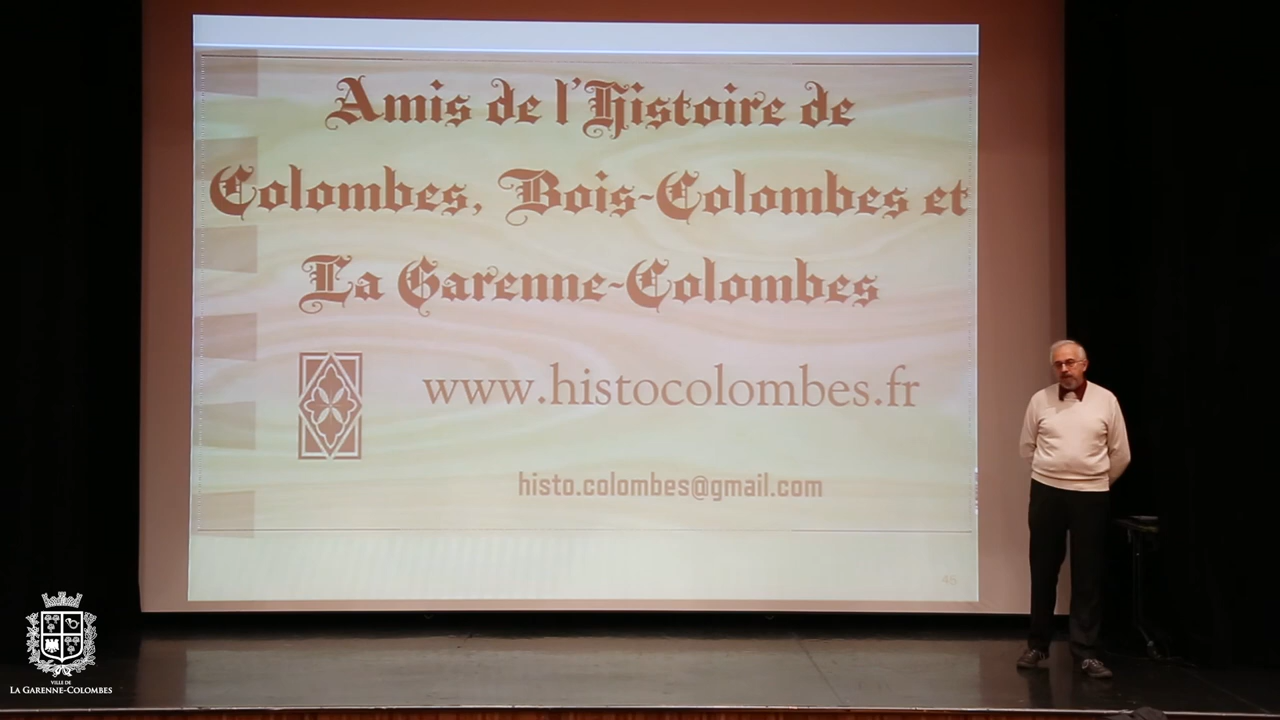 Amis de l'Histoire de
Colombes, Bois-Colombes et
La Garenne-Colombes
www.histocolombes.fr
histo.colombes@gmail.com
48
VILLE DE
LA GARENNE-COLOMBES